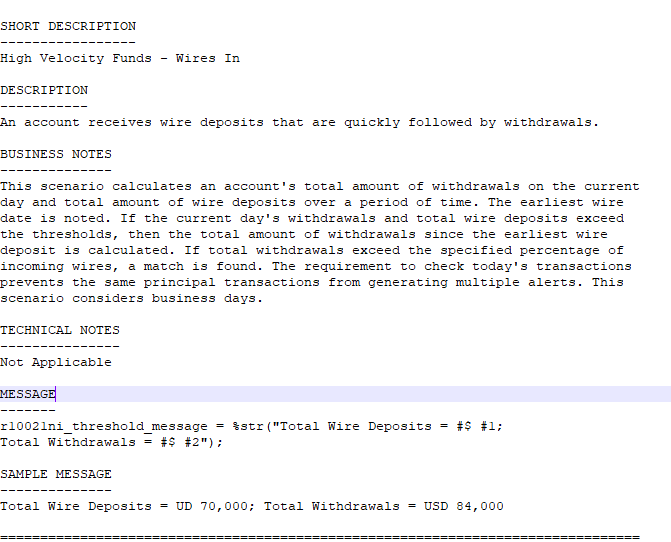 SHORT DESCRIPTION
-----------------
High Velocity Funds - Wires In
DESCRIPTION
-----------
An account receives wire deposits that are quickly followed by withdrawals.
BUSINESS NOTES
--------------
This scenario calculates an account's total amount of withdrawals on the current
day and total amount of wire deposits over a period of time. The earliest wire
date is noted. If the current day's withdrawals and total wire deposits exceed
the thresholds, then the total amount of withdrawals since the earliest wire
deposit is calculated. If total withdrawals exceed the specified percentage of
incoming wires, a match is found. The requirement to check today's transactions
prevents the same principal transactions from generating multiple alerts. This
scenario considers business days.
TECHNICAL NOTES
---------------
Not Applicable
MESSAGE
-------
r10021ni_threshold_message = %str("Total Wire Deposits = #$ #1;
Total Withdrawals = #$ #2");
SAMPLE MESSAGE
--------------
Total Wire Deposits = UD 70,000; Total Withdrawals = USD 84,000
================================================================================